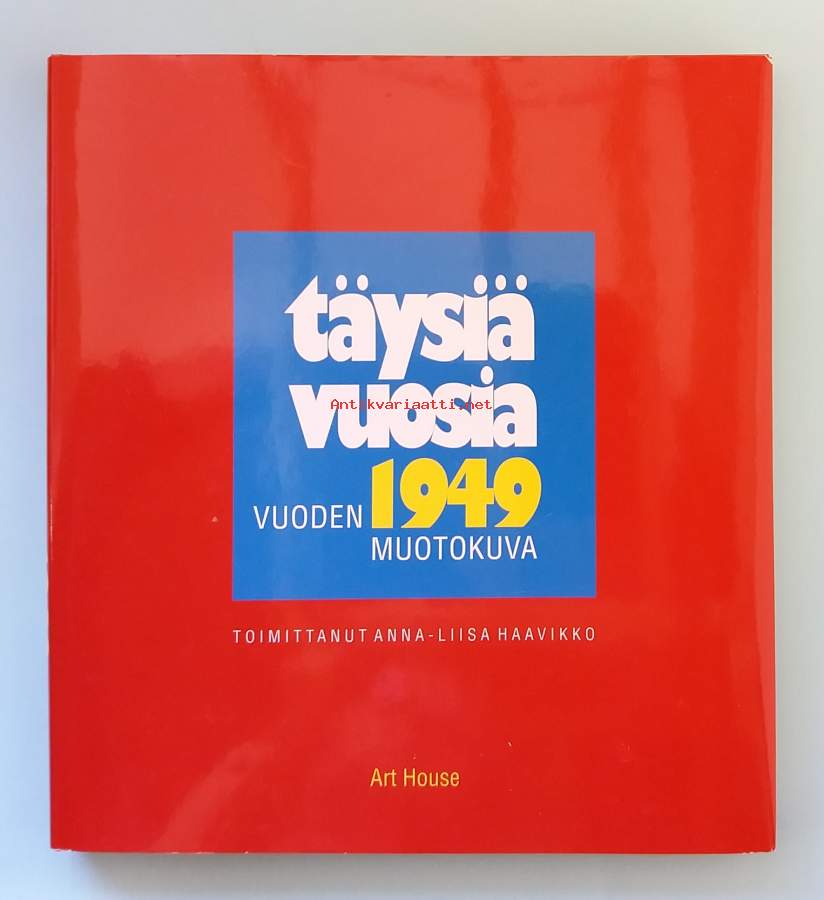 täysiä
vuosia
Antikvariaatti.net
VUODEN 1949
MUOTOKUVA
TOIMITTANUT ANNA-LIISA HAAVIKKO
Art House